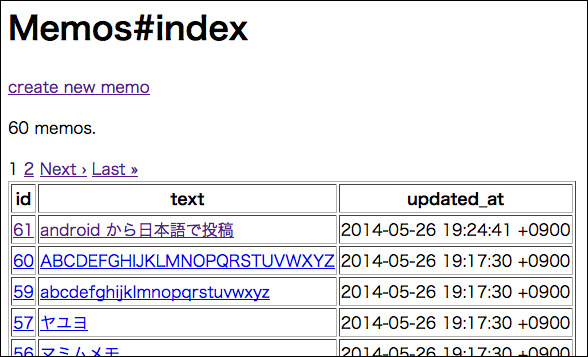 Memos#index
create new memo
60 memos.
1 2 Next › Last »
id text updated_at
61 android から日本語で投稿 2014-05-26 19:24:41 +0900
60 ABCDEFGHIJKLMNOPQRSTUVWXYZ 2014-05-26 19:17:30 +0900
59 abcdefghijklmnopqrstuvwxyz 2014-05-26 19:17:30 +0900
57 ヤユヨ 2014-05-26 19:17:30 +0900
56 マミムメモ 2014-05-26 19:17:30 +0900